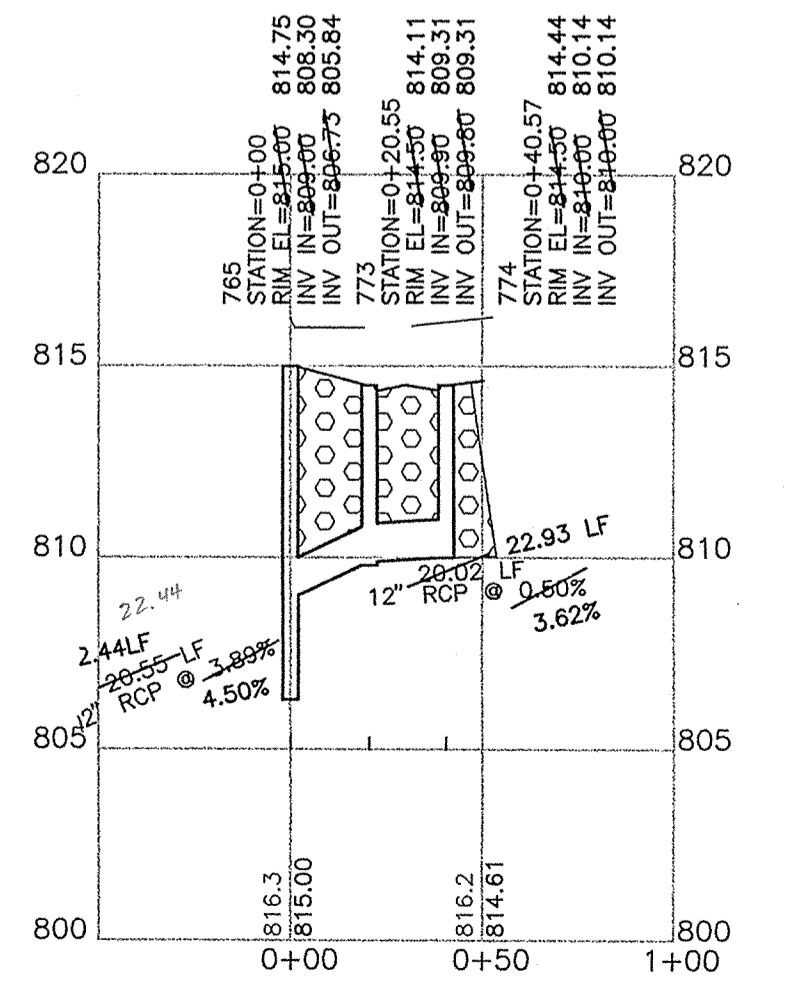 765
STATION=0+00
RIM EL=815.00 814.75
INV IN=809.00 808.30
INV OUT=806.73 805.84
773
STATION=0+20.55
RIM EL=814.50 814.11
INV IN=809.90 809.31
INV OUT=809.80 809.31
774
STATION=0+40.57
RIM EL=814.50 814.44
INV IN=810.00 810.14
INV OUT=810.00 810.14
820 820
815 815
810 810
22.93 LF
20.02 LF
12" RCP @ 0.50%
3.62%
22.44
2.44LF
20.55 LF
12" RCP @ 3.89%
4.50%
805 805
816.3
815.00
816.2
814.61
800 800
0+00 0+50 1+00